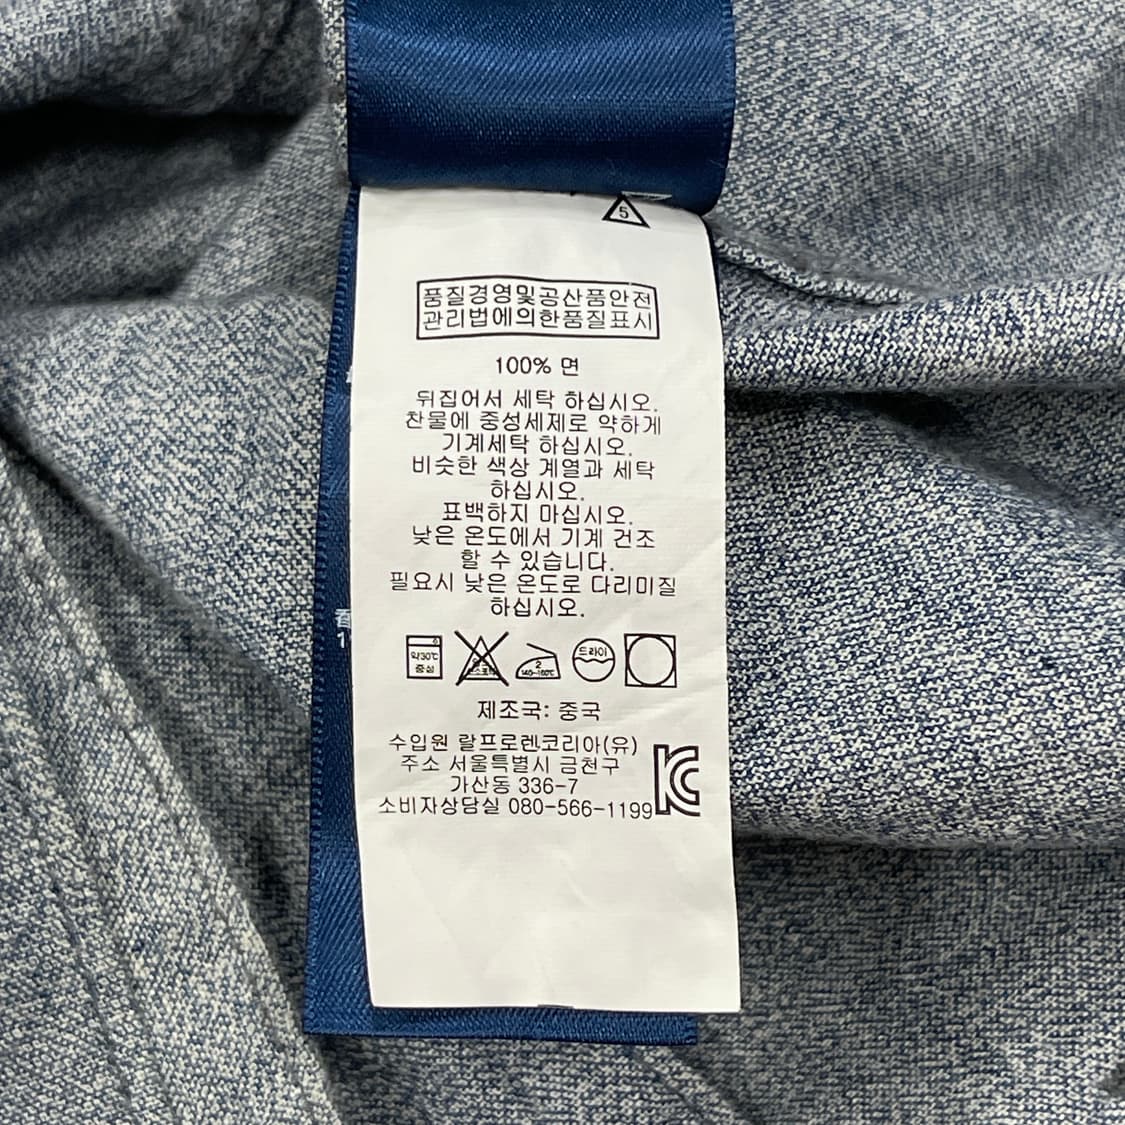 5
품질경영및공산품안전
관리법에의한품질표시
100% 면
뒤집어서 세탁 하십시오.
찬물에 중성세제로 약하게
기계세탁 하십시오.
비슷한 색상 계열과 세탁
하십시오.
표백하지 마십시오.
낮은 온도에서 기계 건조
할 수 있습니다.
필요시 낮은 온도로 다리미질
하십시오.
약30℃
중성
2
140~160℃
드라이
제조국: 중국
수입원 랄프로렌코리아(유)
주소 서울특별시 금천구
가산동 336-7
소비자상담실 080-566-1199